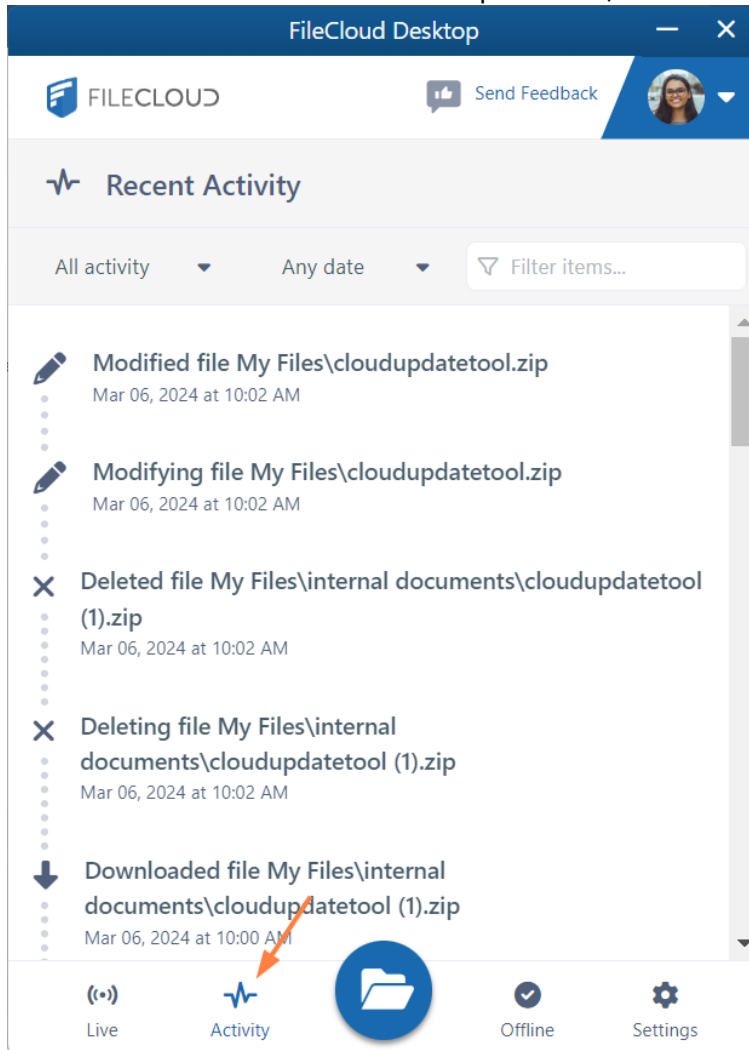 FileCloud Desktop
FILECLOUD
Send Feedback
Recent Activity
All activity
Any date
Filter items...
Modified file My Files\cloudupdatetool.zip
Mar 06, 2024 at 10:02 AM
Modifying file My Files\cloudupdatetool.zip
Mar 06, 2024 at 10:02 AM
Deleted file My Files\internal documents\cloudupdatetool
(1).zip
Mar 06, 2024 at 10:02 AM
Deleting file My Files\internal
documents\cloudupdatetool (1).zip
Mar 06, 2024 at 10:02 AM
Downloaded file My Files\internal
documents\cloudupdatetool (1).zip
Mar 06, 2024 at 10:00 AM
Live
Activity
Offline
Settings